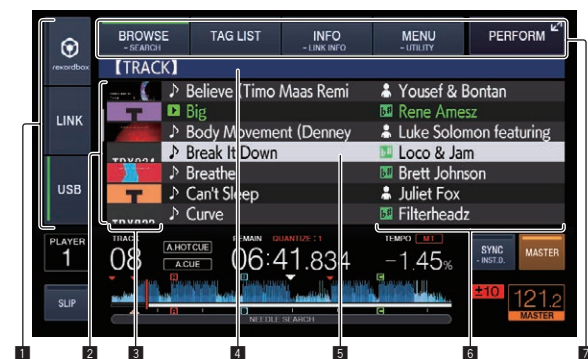 BROWSE
- SEARCH
TAG LIST
INFO
- LINK INFO
MENU
- UTILITY
PERFORM
rekordbox
LINK
USB
【TRACK】
Believe (Timo Maas Remi
Yousef & Bontan
Big
Rene Amesz
Body Movement (Denney
Luke Solomon featuring
Break It Down
Loco & Jam
Breathe
Brett Johnson
Can't Sleep
Juliet Fox
Curve
Filterheadz
PLAYER
1
TRACK
08
A.HOT CUE
A.CUE
REMAIN
QUANTIZE : 1
06:41.834
TEMPO
MT
-1.45%
SYNC
- INST.D.
MASTER
SLIP
A
D
C
A
D
C
NEEDLE SEARCH
±10
121.2
MASTER
1
2
3
4
5
6
7